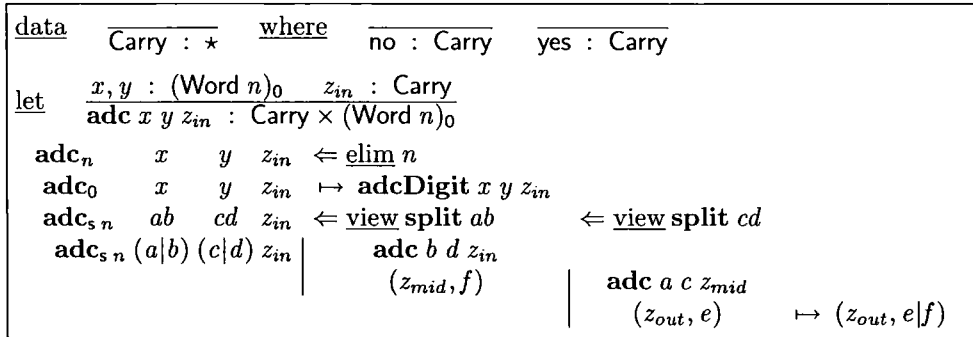 data Carry : ⋆ where no : Carry yes : Carry
let x, y : (Word n)₀ z_in : Carry
adc x y z_in : Carry × (Word n)₀
adc_n x y z_in ⇐ elim n
adc_0 x y z_in ↦ adcDigit x y z_in
adc_{s n} ab cd z_in ⇐ view split ab ⇐ view split cd
adc_{s n} (a|b) (c|d) z_in | adc b d z_in
(z_mid, f) | adc a c z_mid
(z_out, e) ↦ (z_out, e|f)